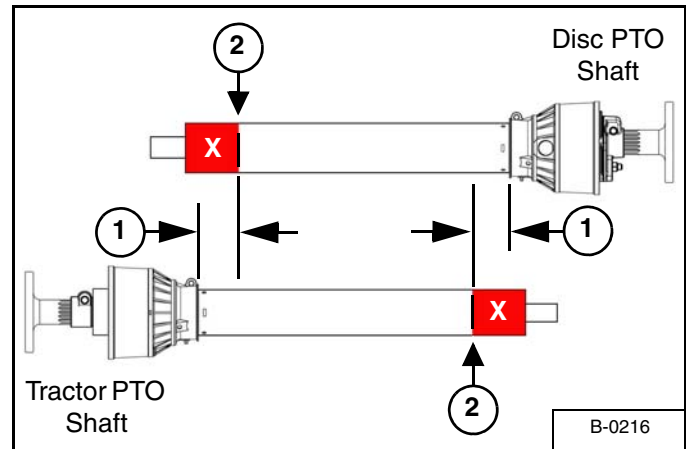 2
Disc PTO
Shaft
X
1
1
X
Tractor PTO
Shaft
2
B-0216